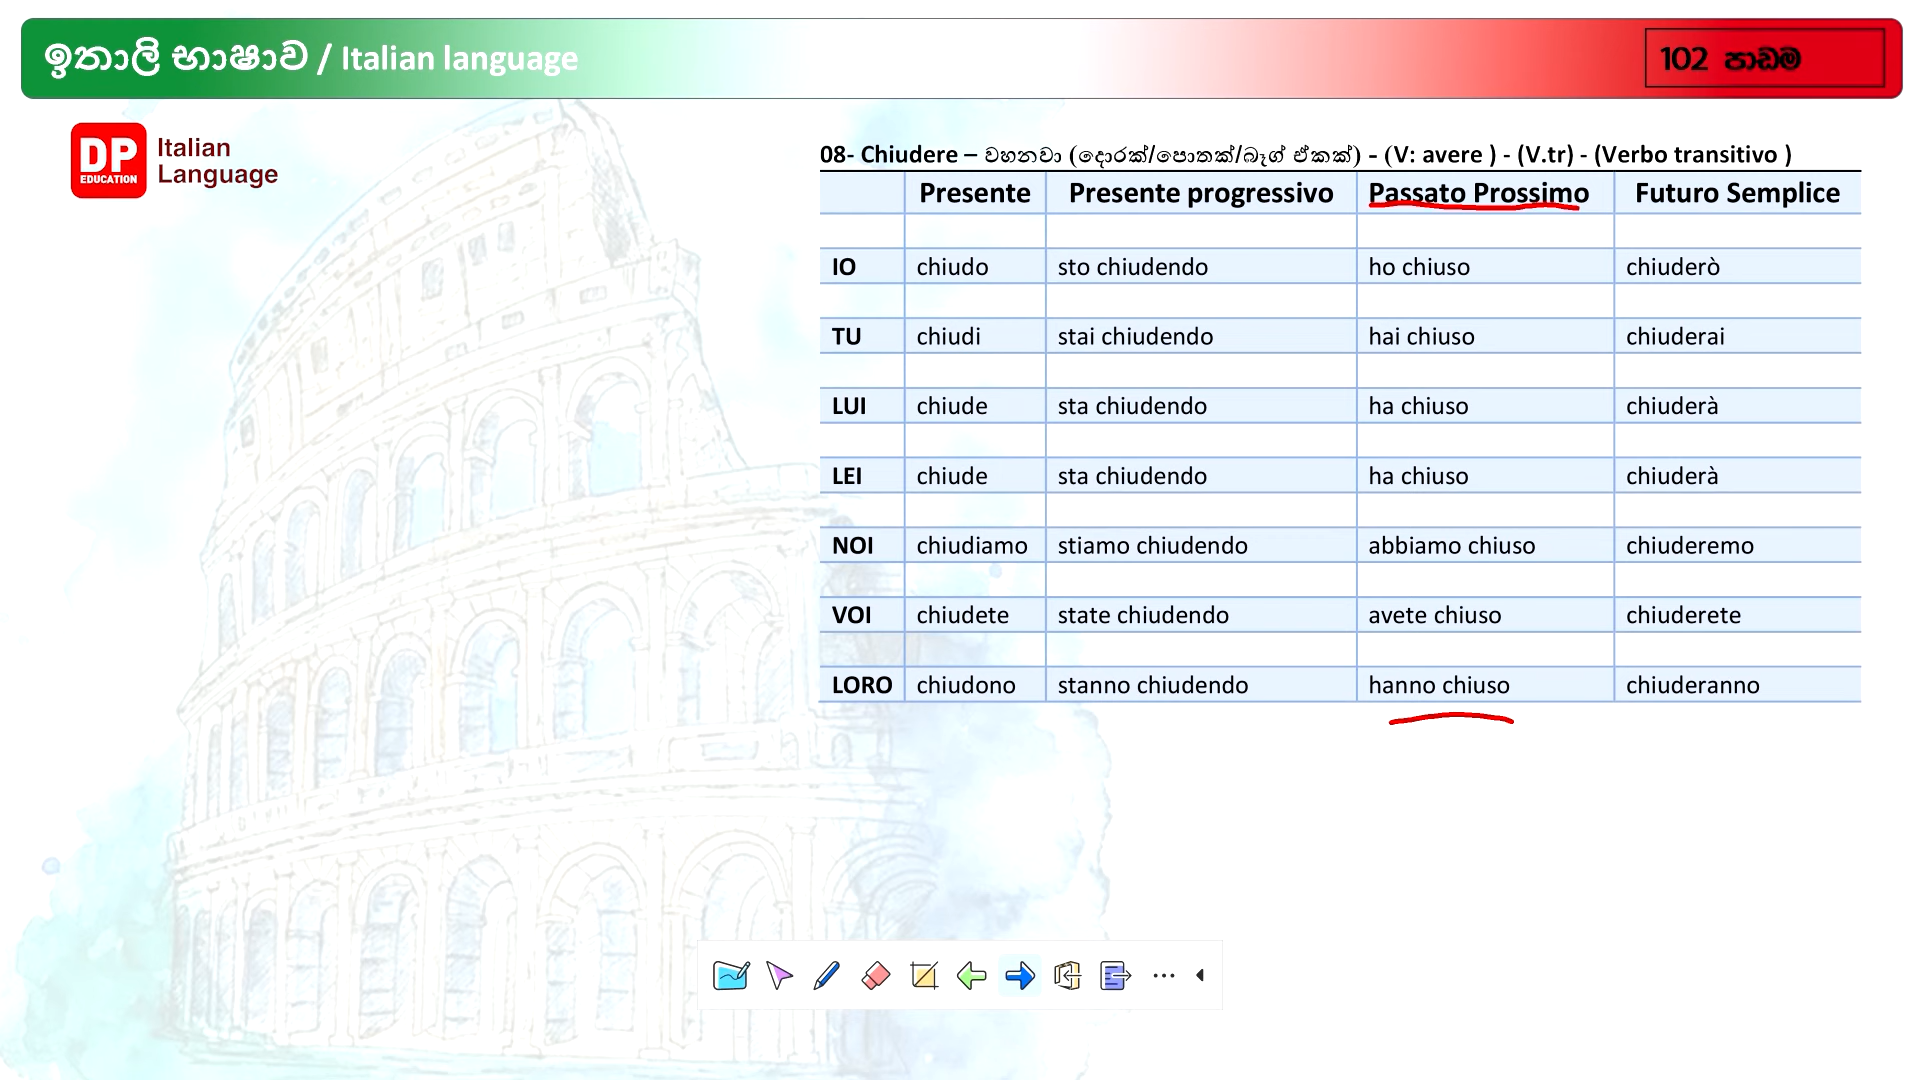 ඉතාලි භාෂාව / Italian language
102 පාඩම
DP
EDUCATION
Italian
Language
08- Chiudere – වහනවා (දොරක්/පොතක්/බෑග් ඒකක්) - (V: avere ) - (V.tr) - (Verbo transitivo )
Presente Presente progressivo Passato Prossimo Futuro Semplice
IO chiudo sto chiudendo ho chiuso chiuderò
TU chiudi stai chiudendo hai chiuso chiuderai
LUI chiude sta chiudendo ha chiuso chiuderà
LEI chiude sta chiudendo ha chiuso chiuderà
NOI chiudiamo stiamo chiudendo abbiamo chiuso chiuderemo
VOI chiudete state chiudendo avete chiuso chiuderete
LORO chiudono stanno chiudendo hanno chiuso chiuderanno